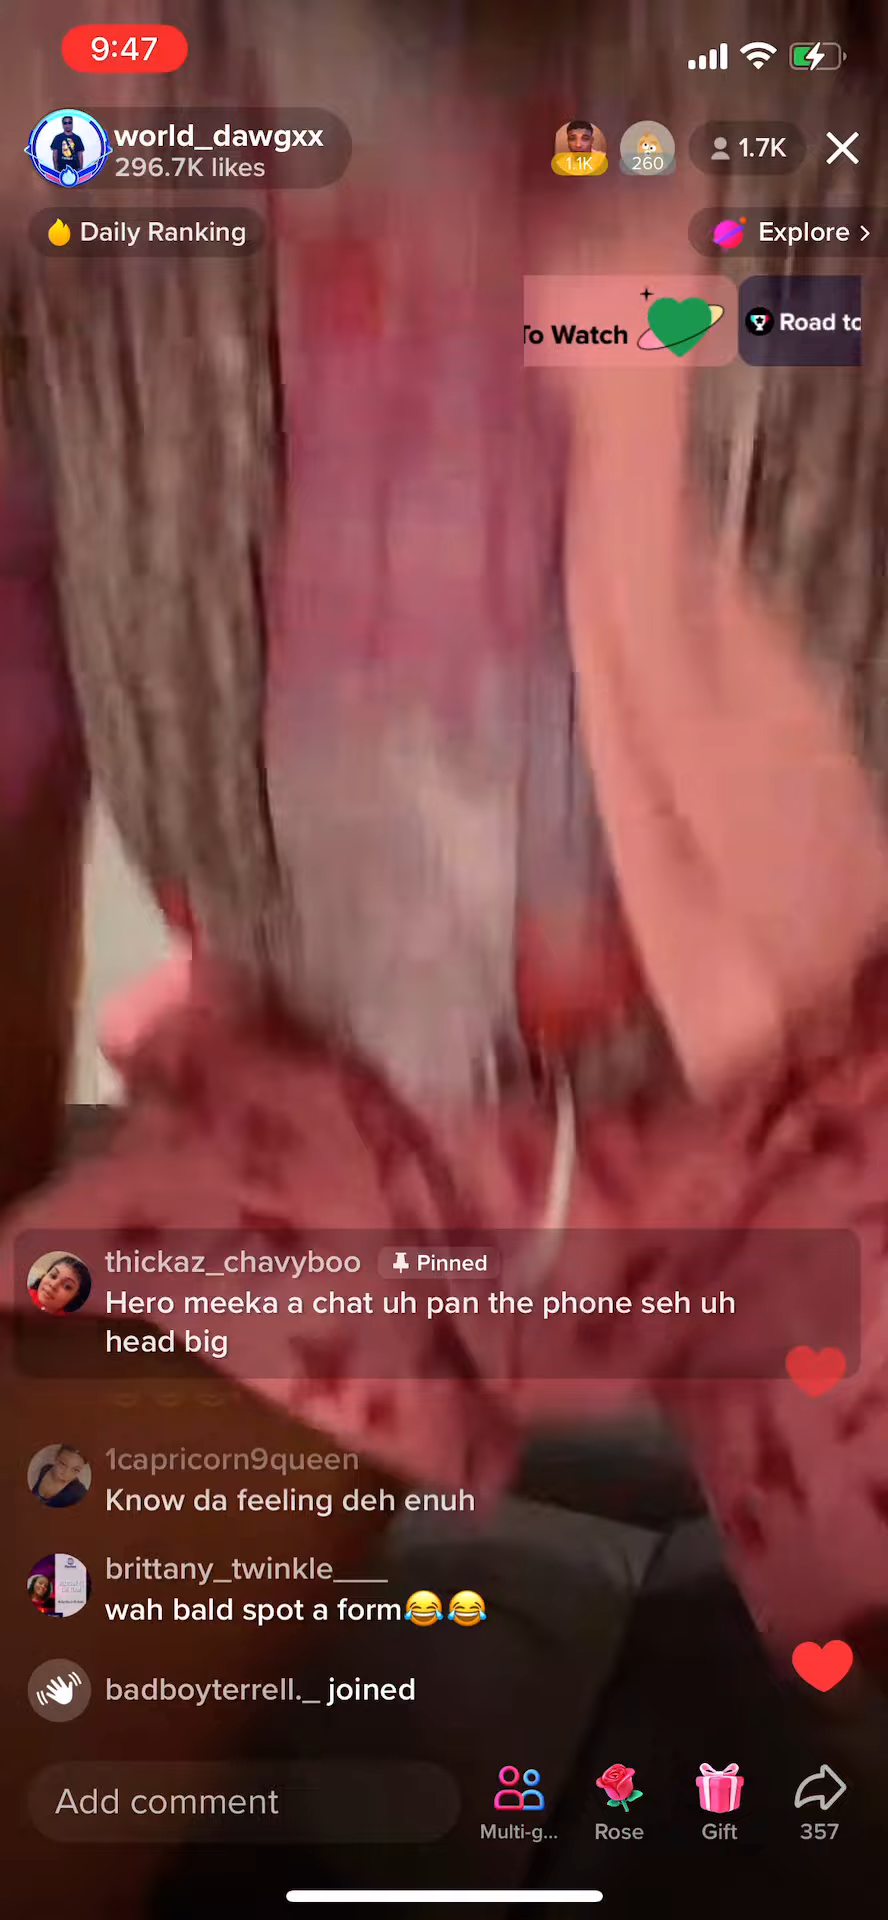 9:47
world_dawgxx
296.7K likes
1.1K
260
1.7K
Daily Ranking
Explore >
To Watch
Road to
thickaz_chavyboo Pinned
Hero meeka a chat uh pan the phone seh uh
head big
1capricorn9queen
Know da feeling deh enuh
brittany_twinkle___
wah bald spot a form😂😂
badboyterrell._ joined
Add comment
Multi-g...
Rose
Gift
357